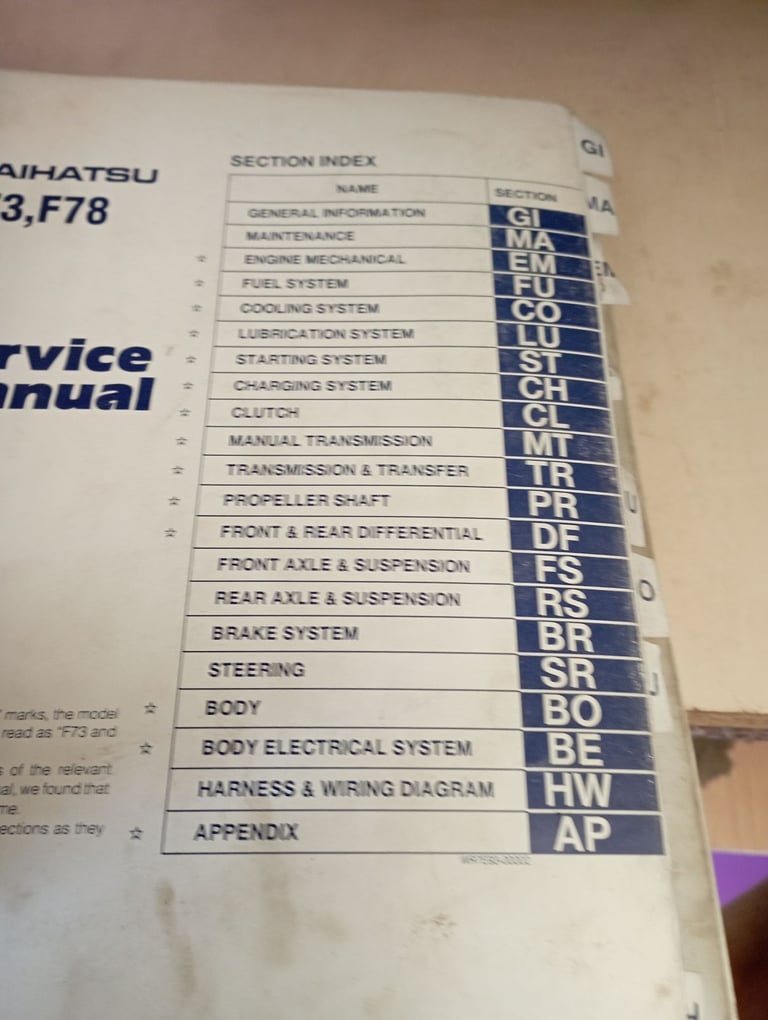 AIHATSU
3,F78
rvice
nual
marks, the model
read as "F73 and
of the relevant
al, we found that
me.
ections as they
SECTION INDEX
NAME SECTION
GENERAL INFORMATION GI
MAINTENANCE MA
☆ ENGINE MECHANICAL EM
☆ FUEL SYSTEM FU
☆ COOLING SYSTEM CO
☆ LUBRICATION SYSTEM LU
☆ STARTING SYSTEM ST
☆ CHARGING SYSTEM CH
☆ CLUTCH CL
☆ MANUAL TRANSMISSION MT
☆ TRANSMISSION & TRANSFER TR
☆ PROPELLER SHAFT PR
☆ FRONT & REAR DIFFERENTIAL DF
FRONT AXLE & SUSPENSION FS
REAR AXLE & SUSPENSION RS
BRAKE SYSTEM BR
STEERING SR
☆ BODY BO
☆ BODY ELECTRICAL SYSTEM BE
HARNESS & WIRING DIAGRAM HW
☆ APPENDIX AP
GI
MA
EM
U
O
U